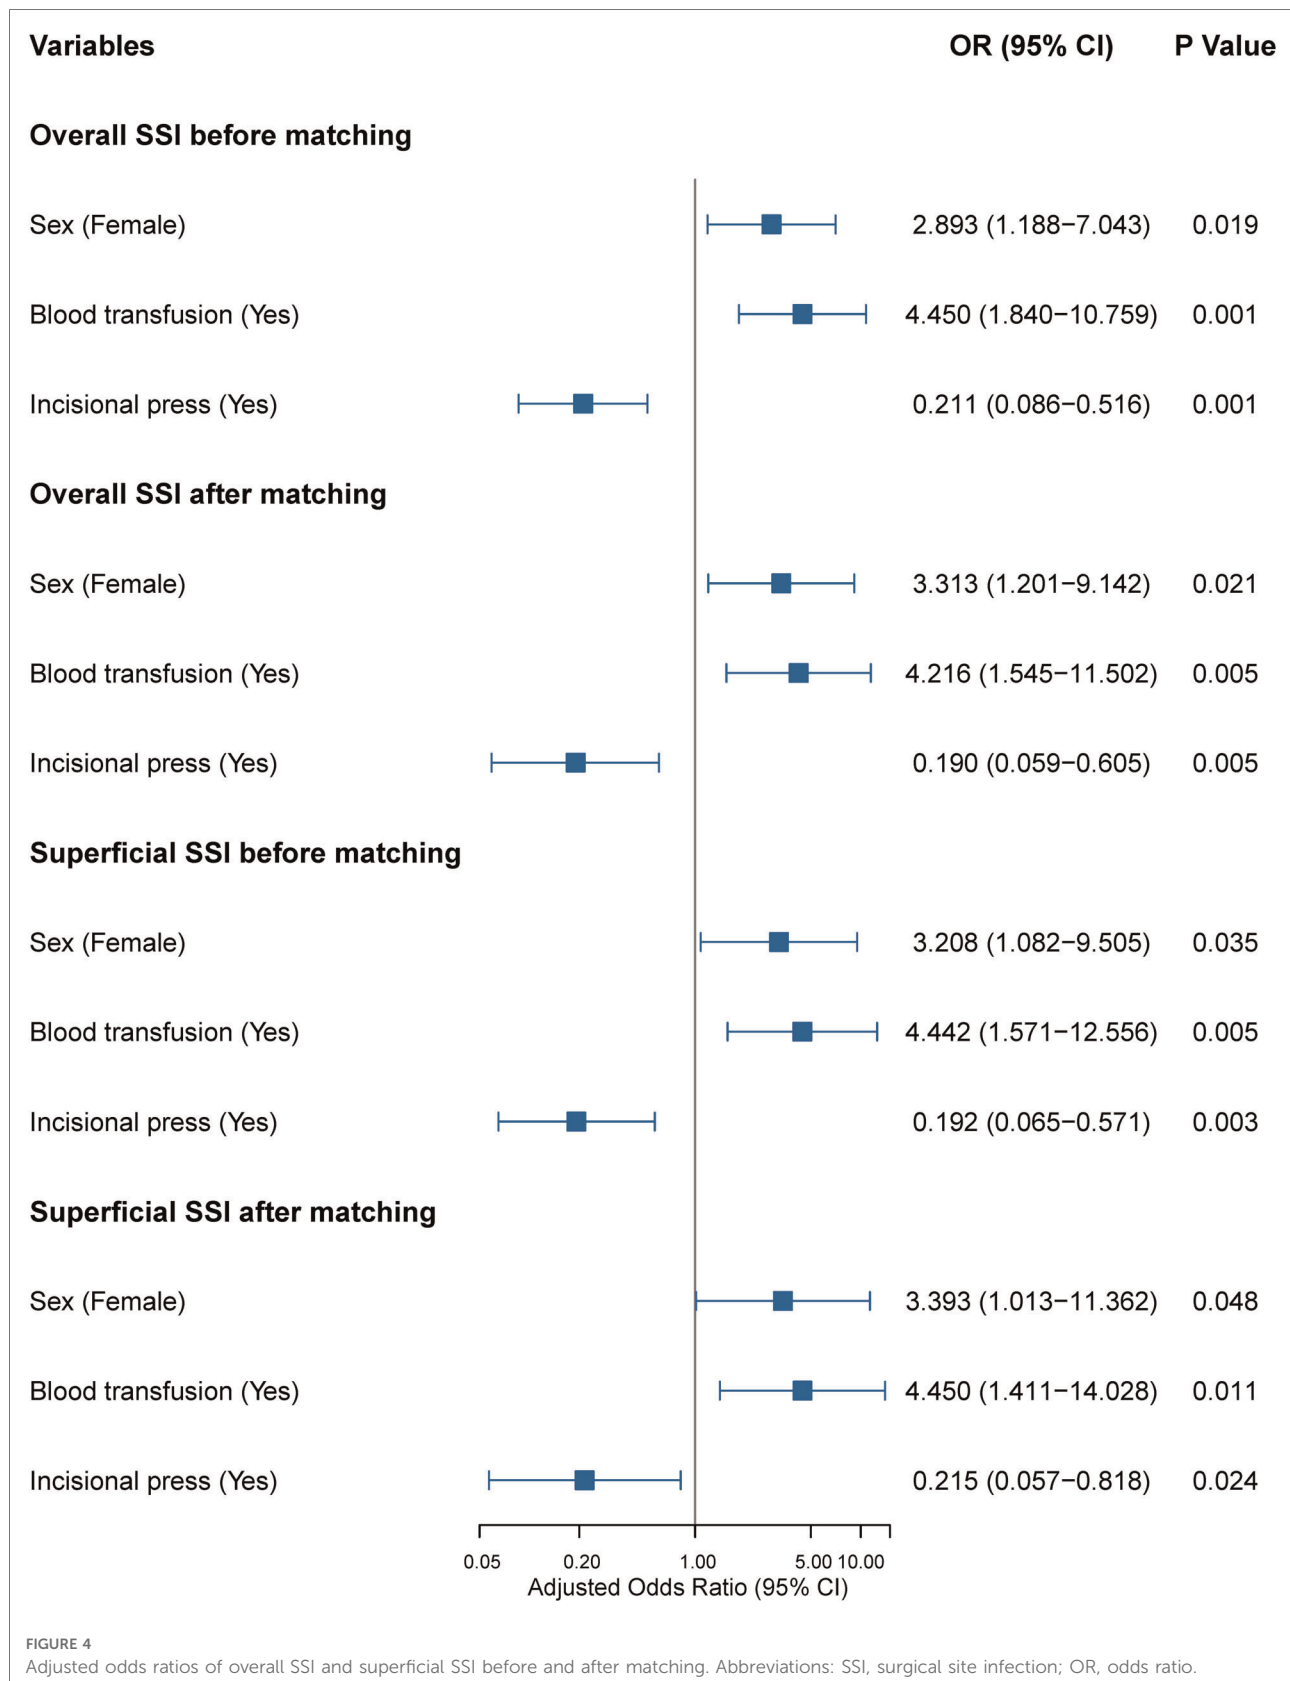 Variables OR (95% CI) P Value
Overall SSI before matching
Sex (Female) 2.893 (1.188−7.043) 0.019
Blood transfusion (Yes) 4.450 (1.840−10.759) 0.001
Incisional press (Yes) 0.211 (0.086−0.516) 0.001
Overall SSI after matching
Sex (Female) 3.313 (1.201−9.142) 0.021
Blood transfusion (Yes) 4.216 (1.545−11.502) 0.005
Incisional press (Yes) 0.190 (0.059−0.605) 0.005
Superficial SSI before matching
Sex (Female) 3.208 (1.082−9.505) 0.035
Blood transfusion (Yes) 4.442 (1.571−12.556) 0.005
Incisional press (Yes) 0.192 (0.065−0.571) 0.003
Superficial SSI after matching
Sex (Female) 3.393 (1.013−11.362) 0.048
Blood transfusion (Yes) 4.450 (1.411−14.028) 0.011
Incisional press (Yes) 0.215 (0.057−0.818) 0.024
0.05 0.20 1.00 5.00 10.00
Adjusted Odds Ratio (95% CI)
FIGURE 4
Adjusted odds ratios of overall SSI and superficial SSI before and after matching. Abbreviations: SSI, surgical site infection; OR, odds ratio.